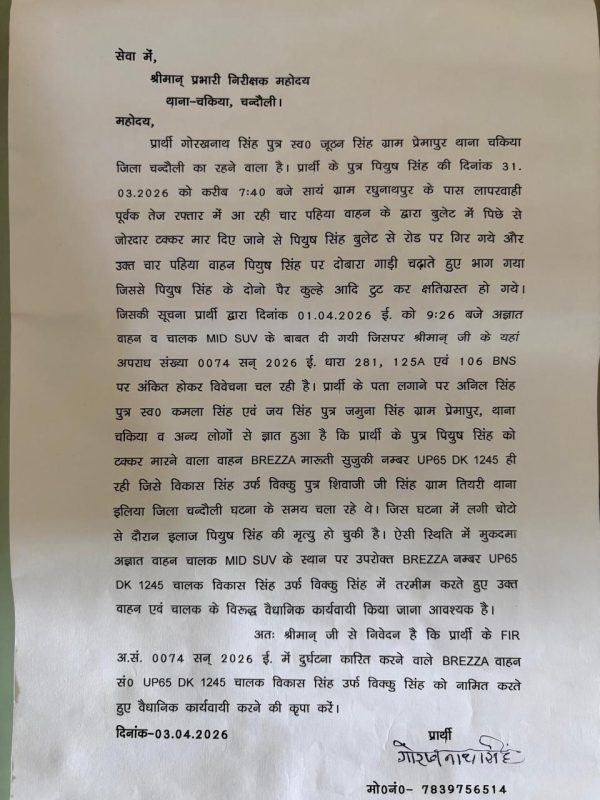 सेवा में,
श्रीमान् प्रभारी निरीक्षक महोदय
थाना-चकिया, चन्दौली।
महोदय,
प्रार्थी गोरखनाथ सिंह पुत्र स्व0 जूठन सिंह ग्राम प्रेमापुर थाना चकिया
जिला चन्दौली का रहने वाला है। प्रार्थी के पुत्र पियुष सिंह की दिनांक 31.
03.2026 को करीब 7:40 बजे सायं ग्राम रघुनाथपुर के पास लापरवाही
पूर्वक तेज रफ्तार में आ रही चार पहिया वाहन के द्वारा बुलेट में पिछे से
जोरदार टक्कर मार दिए जाने से पियुष सिंह बुलेट से रोड पर गिर गये और
उक्त चार पहिया वाहन पियुष सिंह पर दोबारा गाड़ी चढ़ाते हुए भाग गया
जिससे पियुष सिंह के दोनो पैर कुल्हे आदि टुट कर क्षतिग्रस्त हो गये।
जिसकी सूचना प्रार्थी द्वारा दिनांक 01.04.2026 ई. को 9:26 बजे अज्ञात
वाहन व चालक MID SUV के बाबत दी गयी जिसपर श्रीमान् जी के यहां
अपराध संख्या 0074 सन् 2026 ई. धारा 281, 125A एवं 106 BNS
पर अंकित होकर विवेचना चल रही है। प्रार्थी के पता लगाने पर अनिल सिंह
पुत्र स्व0 कमला सिंह एवं जय सिंह पुत्र जमुना सिंह ग्राम प्रेमापुर, थाना
चकिया व अन्य लोगों से ज्ञात हुआ है कि प्रार्थी के पुत्र पियुष सिंह को
टक्कर मारने वाला वाहन BREZZA मारूती सुजुकी नम्बर UP65 DK 1245 ही
रही जिसे विकास सिंह उर्फ विक्कु पुत्र शिवाजी जी सिंह ग्राम तियरी थाना
इलिया जिला चन्दौली घटना के समय चला रहे थे। जिस घटना में लगी चोटो
से दौरान इलाज पियुष सिंह की मृत्यु हो चुकी है। ऐसी स्थिति में मुकदमा
अज्ञात वाहन चालक MID SUV के स्थान पर उपरोक्त BREZZA नम्बर UP65
DK 1245 चालक विकास सिंह उर्फ विक्कु सिंह में तरमीम करते हुए उक्त
वाहन एवं चालक के विरूद्ध वैधानिक कार्यवायी किया जाना आवश्यक है।
अतः श्रीमान् जी से निवेदन है कि प्रार्थी के FIR
अ.सं. 0074 सन् 2026 ई. में दुर्घटना कारित करने वाले BREZZA वाहन
सं0 UP65 DK 1245 चालक विकास सिंह उर्फ विक्कु सिंह को नामित करते
हुए वैधानिक कार्यवायी करने की कृपा करें।
दिनांक-03.04.2026 प्रार्थी
गोरखनाथ सिंह
मो0नं0- 7839756514